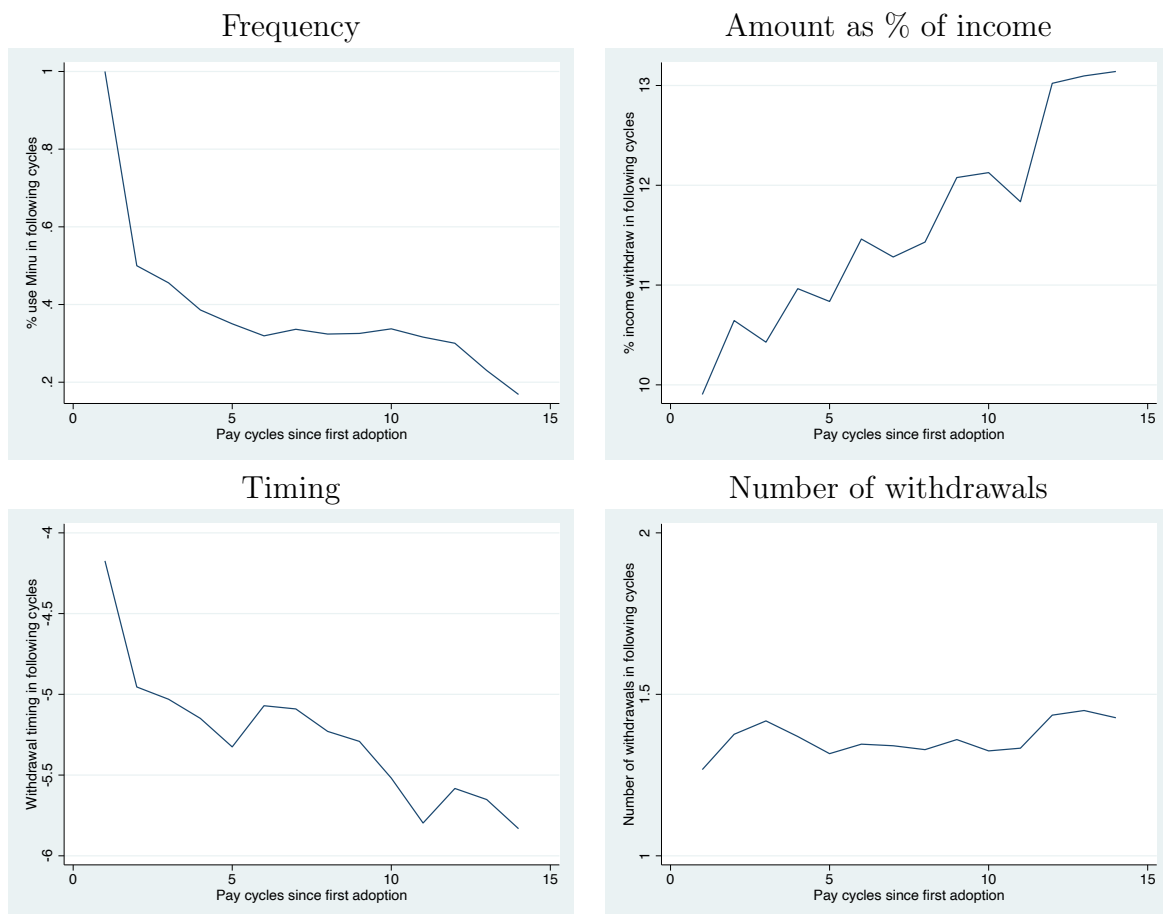 Frequency
% use Minu in following cycles
1
.8
.6
.4
.2
0
5
10
15
Pay cycles since first adoption
Amount as % of income
% income withdraw in following cycles
13
12
11
10
0
5
10
15
Pay cycles since first adoption
Timing
Withdrawal timing in following cycles
-4
-4.5
-5
-5.5
-6
0
5
10
15
Pay cycles since first adoption
Number of withdrawals
Number of withdrawals in following cycles
2
1.5
1
0
5
10
15
Pay cycles since first adoption